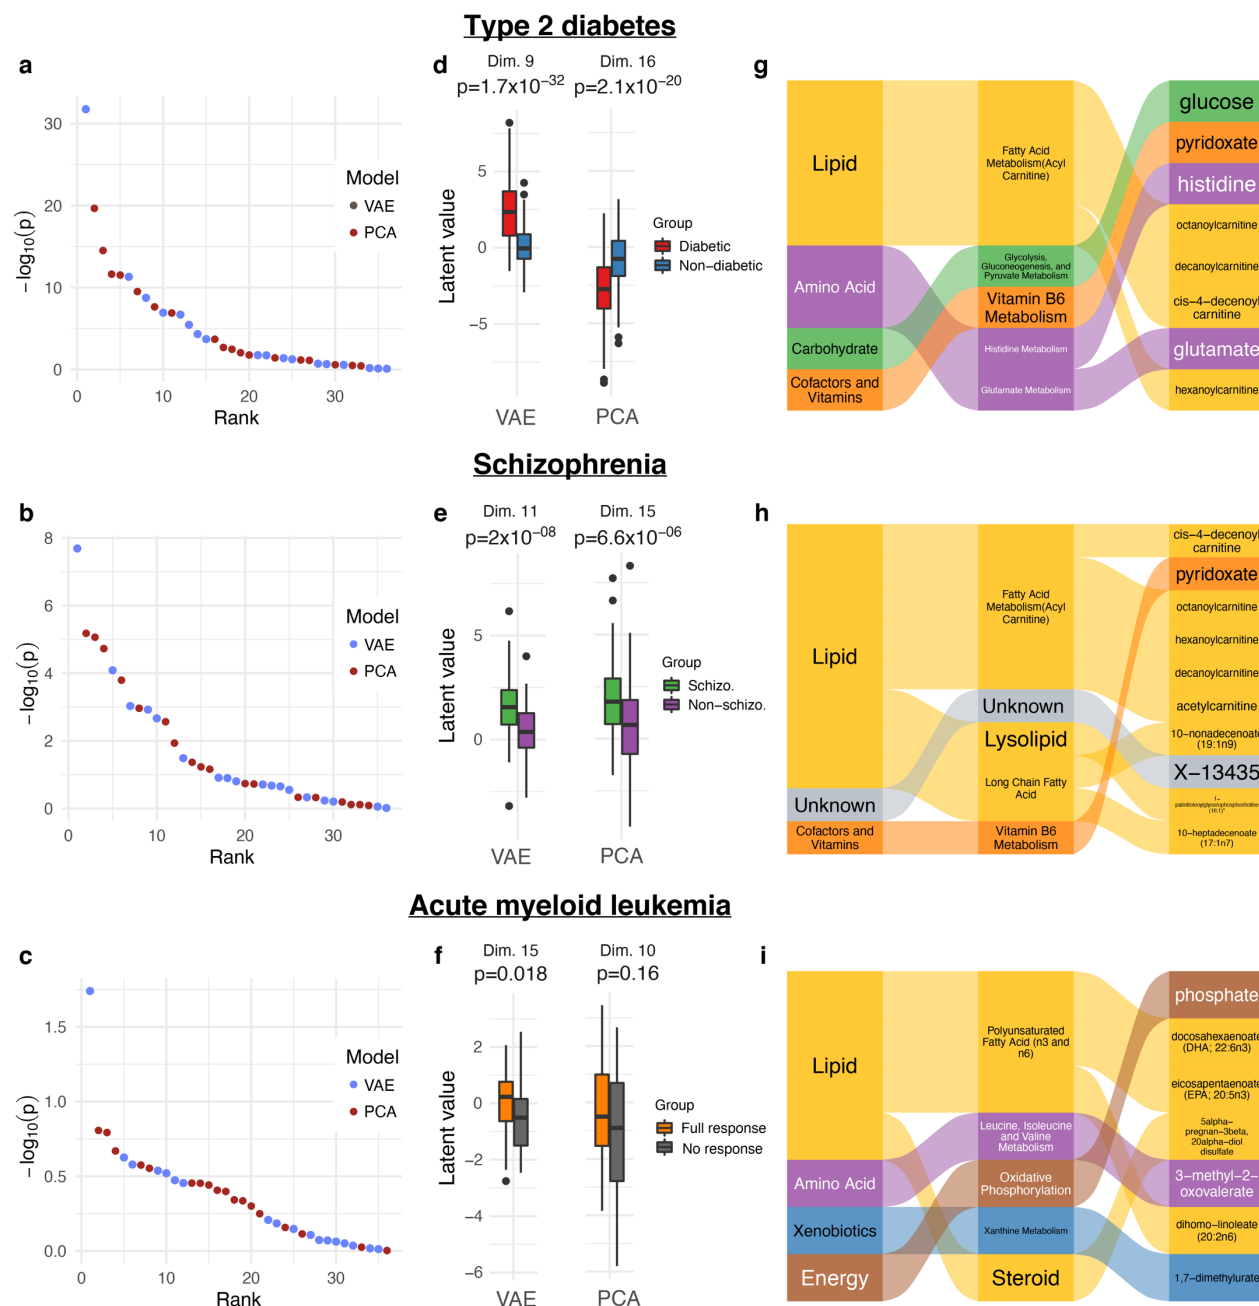 Type 2 diabetes
a
30
20
10
0
0
10
20
30
−log10(p)
Rank
Model
VAE
PCA
d
Dim. 9
p=1.7x10−32
Dim. 16
p=2.1x10−20
Latent value
5
0
−5
VAE
PCA
Group
Diabetic
Non−diabetic
g
Lipid
Amino Acid
Carbohydrate
Cofactors and
Vitamins
Fatty Acid
Metabolism(Acyl
Carnitine)
Glycolysis,
Gluconeogenesis, and
Pyruvate Metabolism
Vitamin B6
Metabolism
Histidine Metabolism
Glutamate Metabolism
glucose
pyridoxate
histidine
octanoylcarnitine
decanoylcarnitine
cis−4−decenoyl
carnitine
glutamate
hexanoylcarnitine
Schizophrenia
b
8
6
4
2
0
0
10
20
30
−log10(p)
Rank
Model
VAE
PCA
e
Dim. 11
p=2x10−08
Dim. 15
p=6.6x10−06
Latent value
5
0
VAE
PCA
Group
Schizo.
Non−schizo.
h
Lipid
Unknown
Cofactors and
Vitamins
Fatty Acid
Metabolism(Acyl
Carnitine)
Unknown
Lysolipid
Long Chain Fatty
Acid
Vitamin B6
Metabolism
cis−4−decenoyl
carnitine
pyridoxate
octanoylcarnitine
hexanoylcarnitine
decanoylcarnitine
acetylcarnitine
10−nonadecenoate
(19:1n9)
X−13435
1−
palmitoleoylglycerophosphocholine
(16:1)*
10−heptadecenoate
(17:1n7)
Acute myeloid leukemia
c
1.5
1.0
0.5
0.0
0
10
20
30
−log10(p)
Rank
Model
VAE
PCA
f
Dim. 15
p=0.018
Dim. 10
p=0.16
Latent value
2
0
−2
−4
−6
VAE
PCA
Group
Full response
No response
i
Lipid
Amino Acid
Xenobiotics
Energy
Polyunsaturated
Fatty Acid (n3 and
n6)
Leucine, Isoleucine
and Valine
Metabolism
Oxidative
Phosphorylation
Xanthine Metabolism
Steroid
phosphate
docosahexaenoate
(DHA; 22:6n3)
eicosapentaenoate
(EPA; 20:5n3)
5alpha−
pregnan−3beta,
20alpha−diol
disulfate
3−methyl−2−
oxovalerate
dihomo−linoleate
(20:2n6)
1,7−dimethylurate